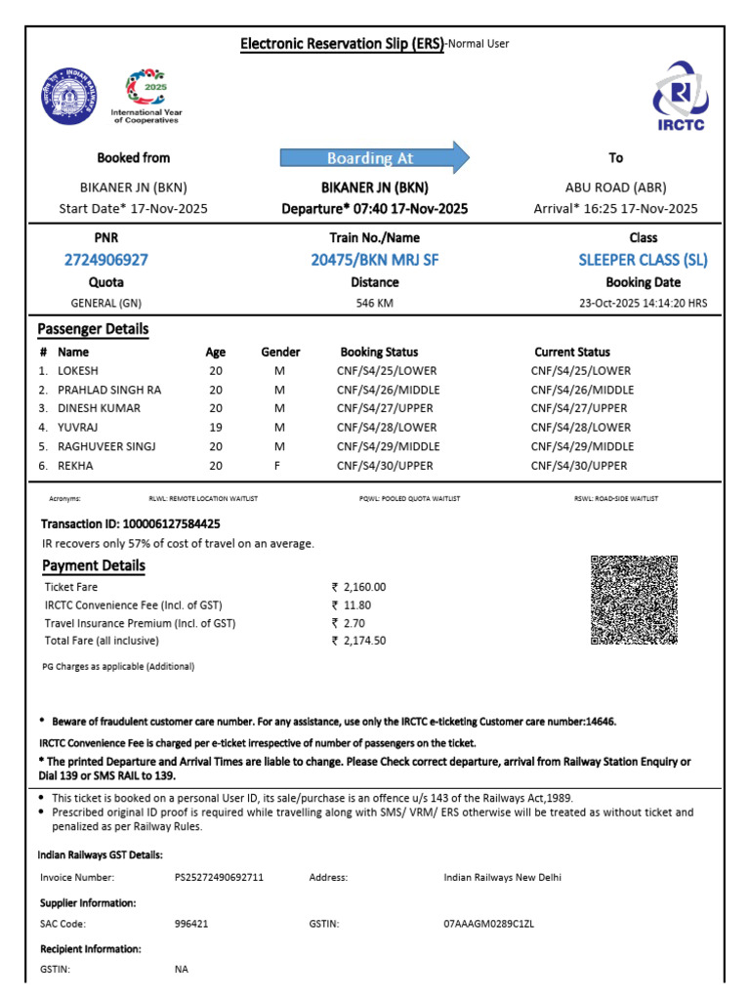 Electronic Reservation Slip (ERS)-Normal User
INDIAN RAILWAYS
2025
International Year
of Cooperatives
IRCTC
Booked from
Boarding At
To
BIKANER JN (BKN)
BIKANER JN (BKN)
ABU ROAD (ABR)
Start Date* 17-Nov-2025
Departure* 07:40 17-Nov-2025
Arrival* 16:25 17-Nov-2025
PNR
Train No./Name
Class
2724906927
20475/BKN MRJ SF
SLEEPER CLASS (SL)
Quota
Distance
Booking Date
GENERAL (GN)
546 KM
23-Oct-2025 14:14:20 HRS
Passenger Details
# Name Age Gender Booking Status Current Status
1. LOKESH 20 M CNF/S4/25/LOWER CNF/S4/25/LOWER
2. PRAHLAD SINGH RA 20 M CNF/S4/26/MIDDLE CNF/S4/26/MIDDLE
3. DINESH KUMAR 20 M CNF/S4/27/UPPER CNF/S4/27/UPPER
4. YUVRAJ 19 M CNF/S4/28/LOWER CNF/S4/28/LOWER
5. RAGHUVEER SINGJ 20 M CNF/S4/29/MIDDLE CNF/S4/29/MIDDLE
6. REKHA 20 F CNF/S4/30/UPPER CNF/S4/30/UPPER
Acronyms: RLWL: REMOTE LOCATION WAITLIST PQWL: POOLED QUOTA WAITLIST RSWL: ROAD-SIDE WAITLIST
Transaction ID: 100006127584425
IR recovers only 57% of cost of travel on an average.
Payment Details
Ticket Fare ₹ 2,160.00
IRCTC Convenience Fee (Incl. of GST) ₹ 11.80
Travel Insurance Premium (Incl. of GST) ₹ 2.70
Total Fare (all inclusive) ₹ 2,174.50
PG Charges as applicable (Additional)
* Beware of fraudulent customer care number. For any assistance, use only the IRCTC e-ticketing Customer care number:14646.
IRCTC Convenience Fee is charged per e-ticket irrespective of number of passengers on the ticket.
* The printed Departure and Arrival Times are liable to change. Please Check correct departure, arrival from Railway Station Enquiry or
Dial 139 or SMS RAIL to 139.
• This ticket is booked on a personal User ID, its sale/purchase is an offence u/s 143 of the Railways Act,1989.
• Prescribed original ID proof is required while travelling along with SMS/ VRM/ ERS otherwise will be treated as without ticket and
penalized as per Railway Rules.
Indian Railways GST Details:
Invoice Number: PS25272490692711 Address: Indian Railways New Delhi
Supplier Information:
SAC Code: 996421 GSTIN: 07AAAGM0289C1ZL
Recipient Information:
GSTIN: NA